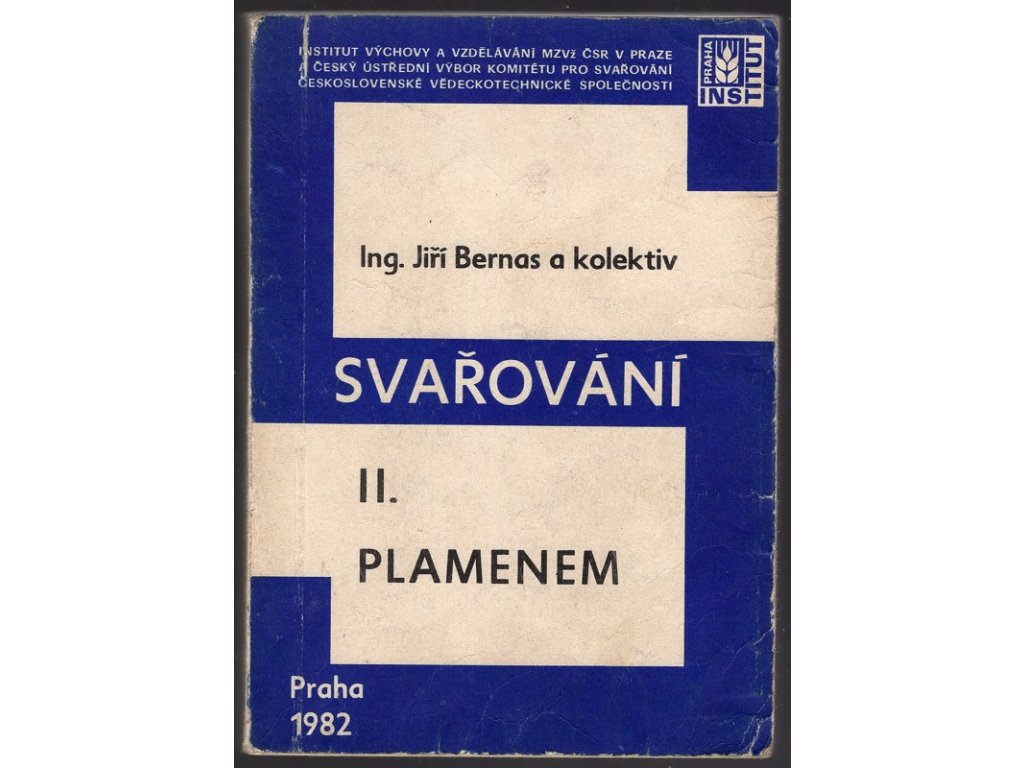 INSTITUT VÝCHOVY A VZDĚLÁVÁNÍ MZVž ČSR V PRAZE
A ČESKÝ ÚSTŘEDNÍ VÝBOR KOMITÉTU PRO SVAŘOVÁNÍ
ČESKOSLOVENSKÉ VĚDECKOTECHNICKÉ SPOLEČNOSTI
PRAHA
INSTITUT
Ing. Jiří Bernas a kolektiv
SVAŘOVÁNÍ
II.
PLAMENEM
Praha
1982